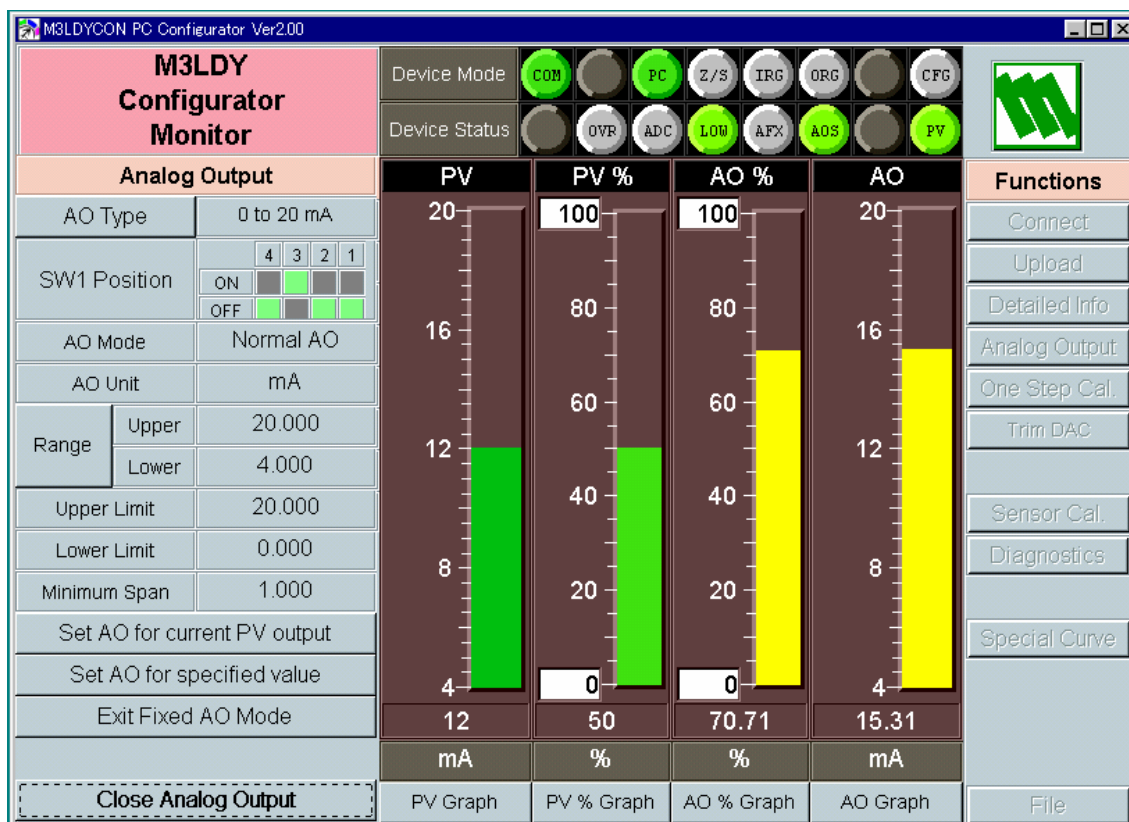 M3LDYCON PC Configurator Ver2.00
M3LDY
Configurator
Monitor
Device Mode COM PC Z/S IRG ORG CFG
Device Status OVR ADC LOW AFX AOS PV
Analog Output
AO Type 0 to 20 mA
SW1 Position
4 3 2 1
ON
OFF
AO Mode Normal AO
AO Unit mA
Range
Upper 20.000
Lower 4.000
Upper Limit 20.000
Lower Limit 0.000
Minimum Span 1.000
Set AO for current PV output
Set AO for specified value
Exit Fixed AO Mode
Close Analog Output
PV PV % AO % AO
20 100 100 20
80 80
16 16
60 60
12 12
40 40
8 8
20 20
4 0 0 4
12 50 70.71 15.31
mA % % mA
PV Graph PV % Graph AO % Graph AO Graph
Functions
Connect
Upload
Detailed Info
Analog Output
One Step Cal.
Trim DAC
Sensor Cal.
Diagnostics
Special Curve
File